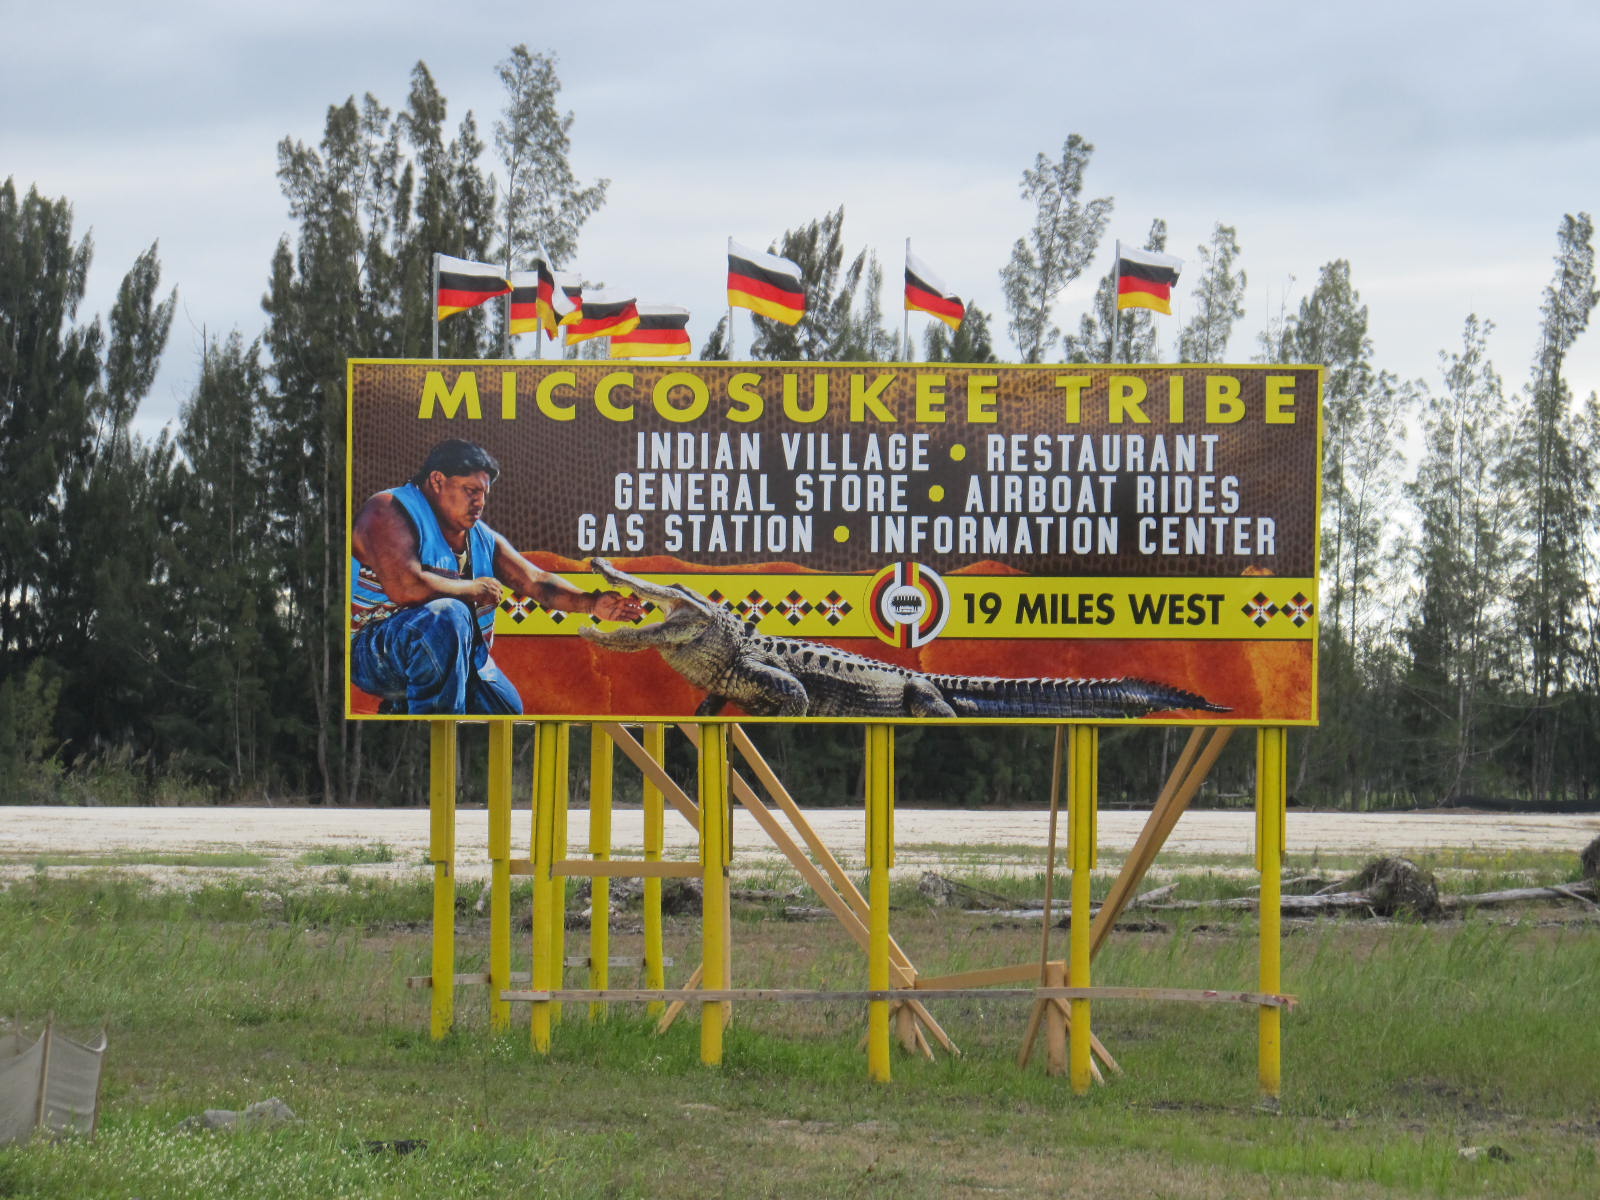 MICCOSUKEE TRIBE
INDIAN VILLAGE • RESTAURANT
GENERAL STORE • AIRBOAT RIDES
GAS STATION • INFORMATION CENTER
19 MILES WEST